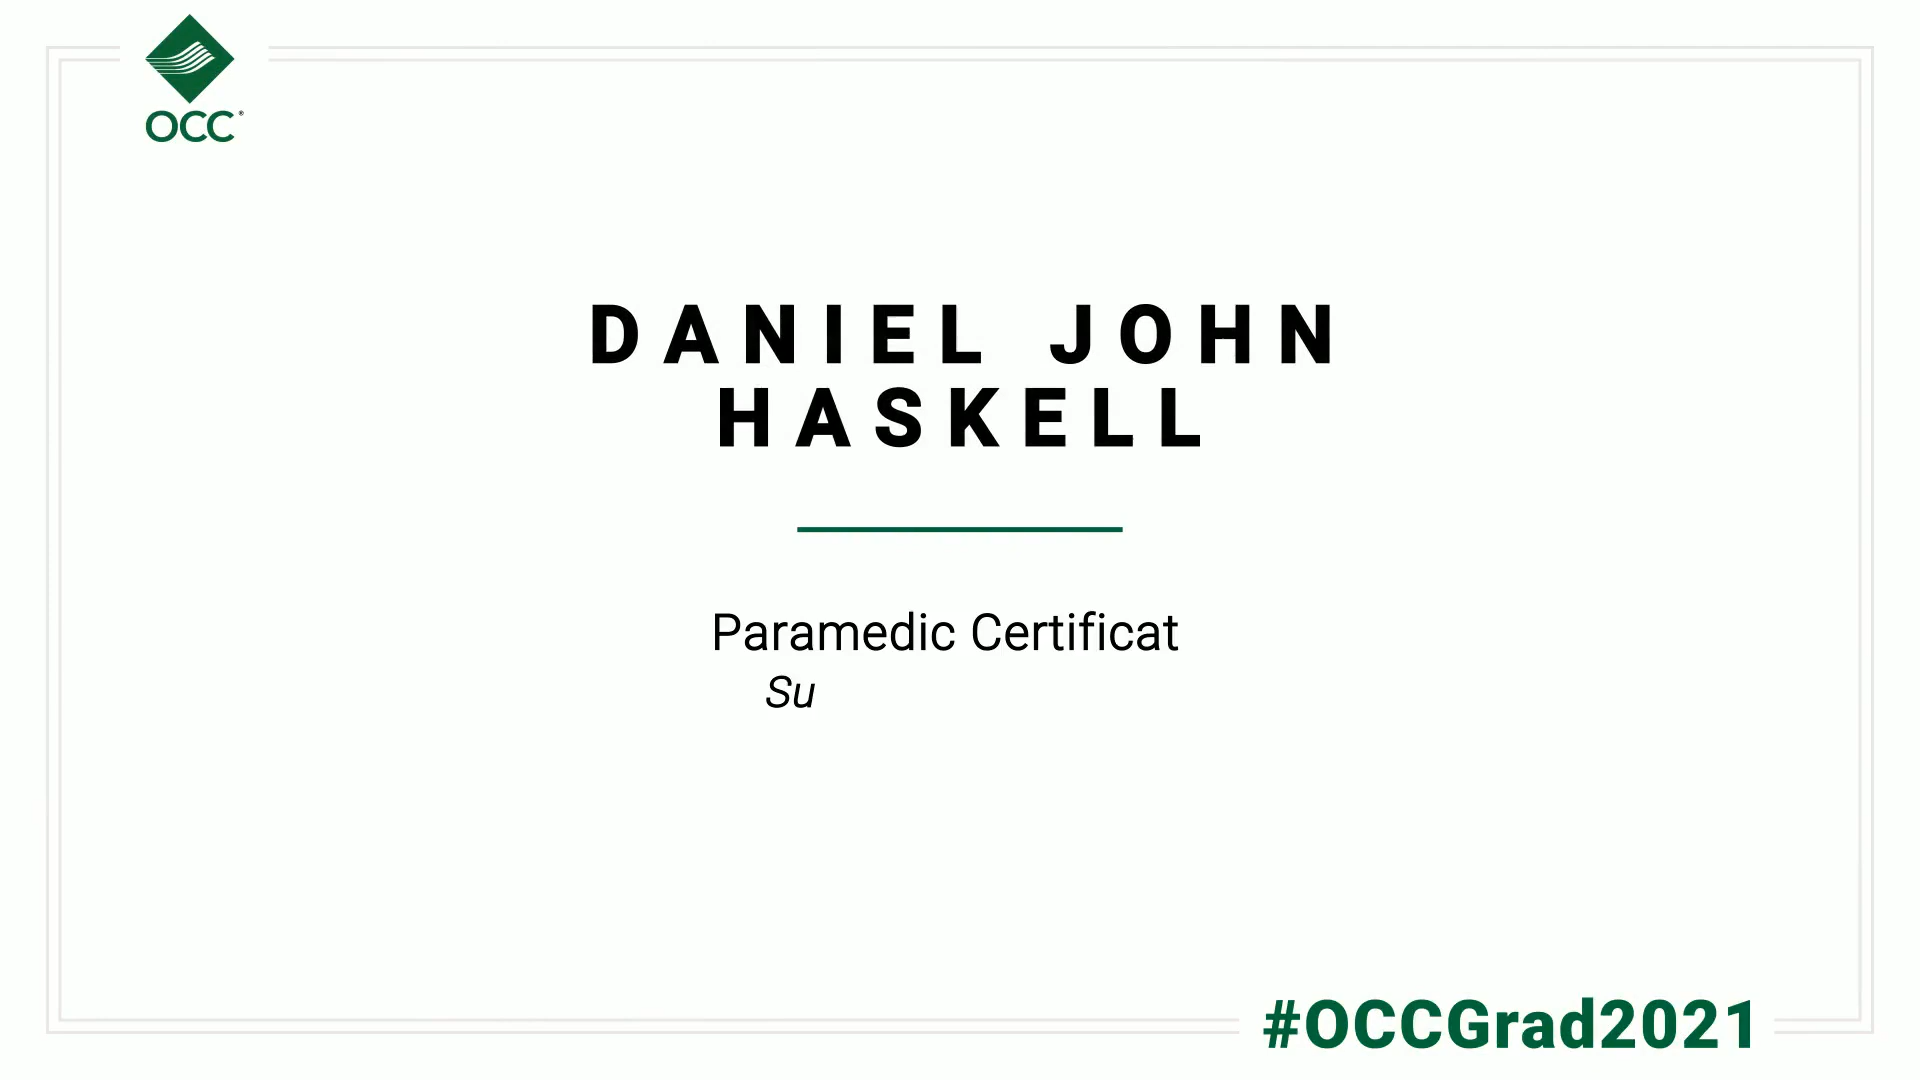 OCC®
DANIEL JOHN
HASKELL
Paramedic Certificat
Su
#OCCGrad2021